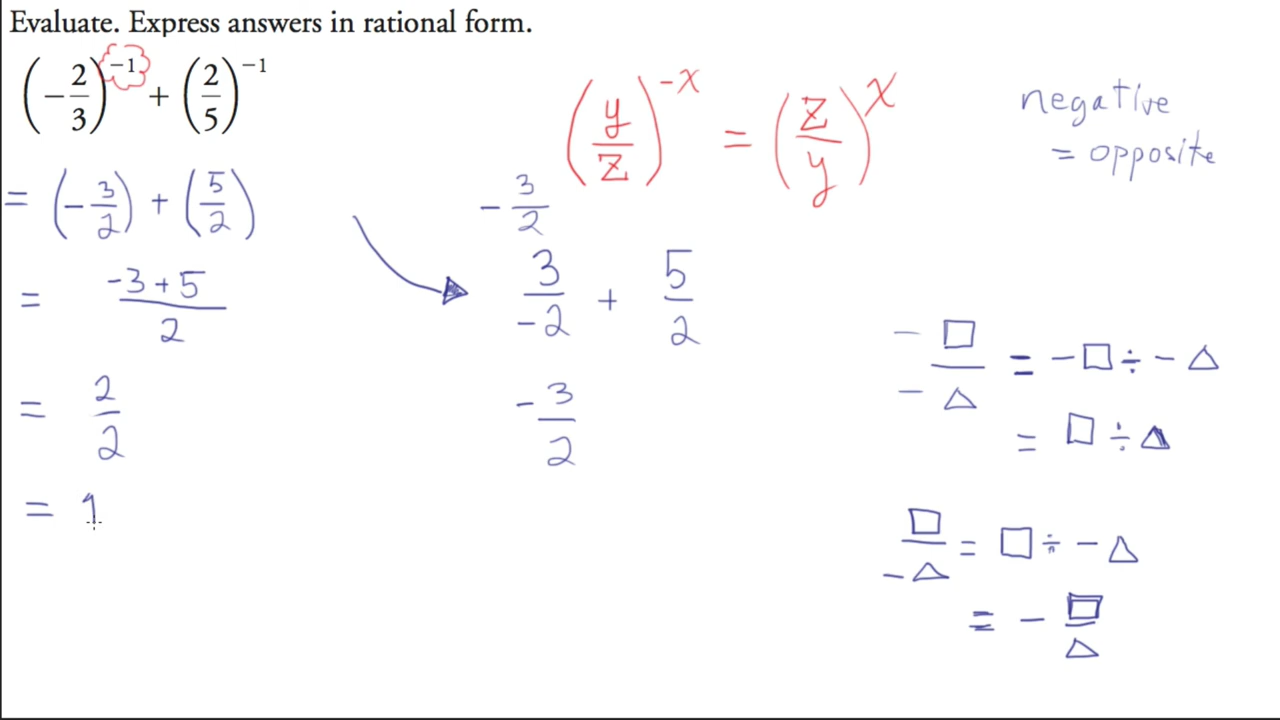 Evaluate. Express answers in rational form.
(-2/3)^-1 + (2/5)^-1
= (-3/2) + (5/2)
= -3+5/2
= 2/2
= 1
(y/z)^-x = (z/y)^x
-3/2
3/-2 + 5/2
-3/2
negative
= opposite
-□/-△ = -□ ÷ -△
= □ ÷ △
□/-△ = □ ÷ -△
= -□/△